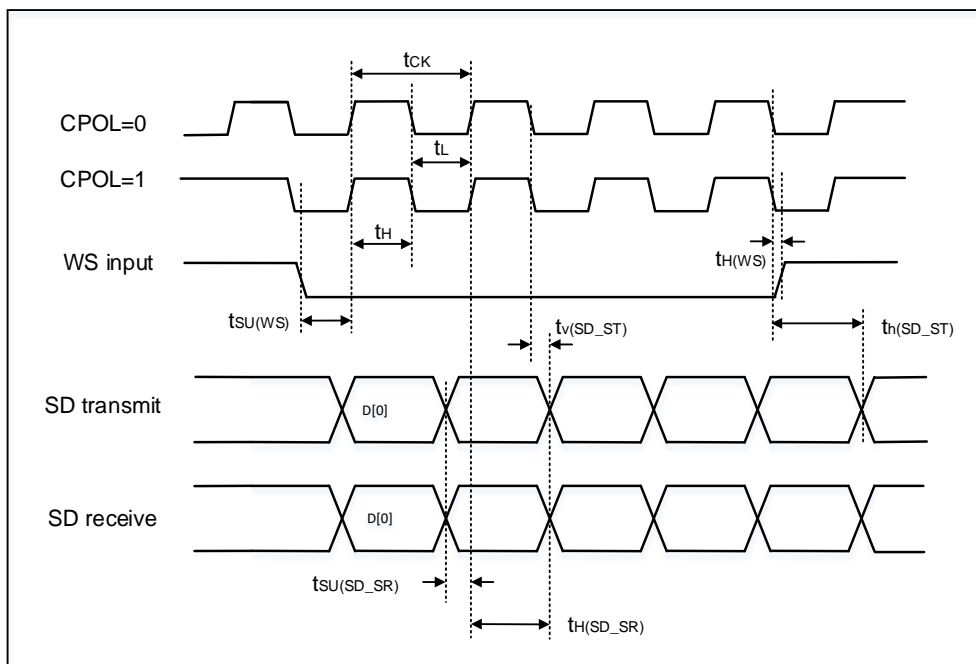 tCK
CPOL=0
tL
CPOL=1
tH
WS input
tH(WS)
tSU(WS)
tv(SD_ST)
th(SD_ST)
SD transmit
D[0]
SD receive
D[0]
tSU(SD_SR)
tH(SD_SR)